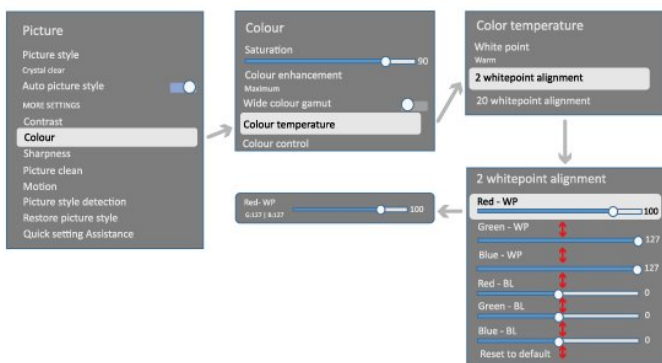 Picture
Picture style
Crystal clear
Auto picture style
MORE SETTINGS
Contrast
Colour
Sharpness
Picture clean
Motion
Picture style detection
Restore picture style
Quick setting Assistance
Colour
Saturation
90
Colour enhancement
Maximum
Wide colour gamut
Colour temperature
Colour control
Color temperature
White point
Warm
2 whitepoint alignment
20 whitepoint alignment
2 whitepoint alignment
Red - WP
100
Green - WP
127
Blue - WP
127
Red - BL
0
Green - BL
0
Blue - BL
0
Reset to default
Red- WP
G:127 | B:127
100